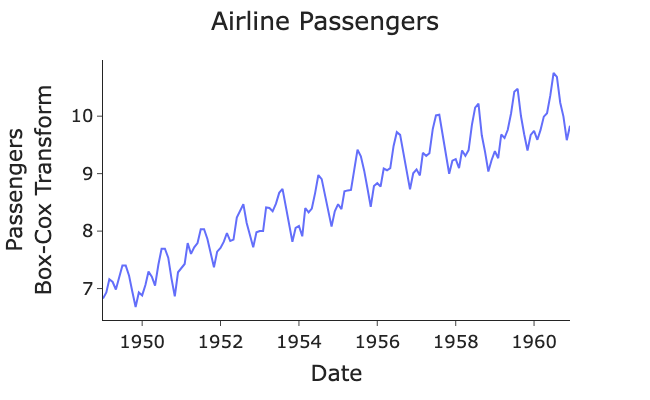 Airline Passengers
Passengers
Box-Cox Transform
10
9
8
7
1950 1952 1954 1956 1958 1960
Date